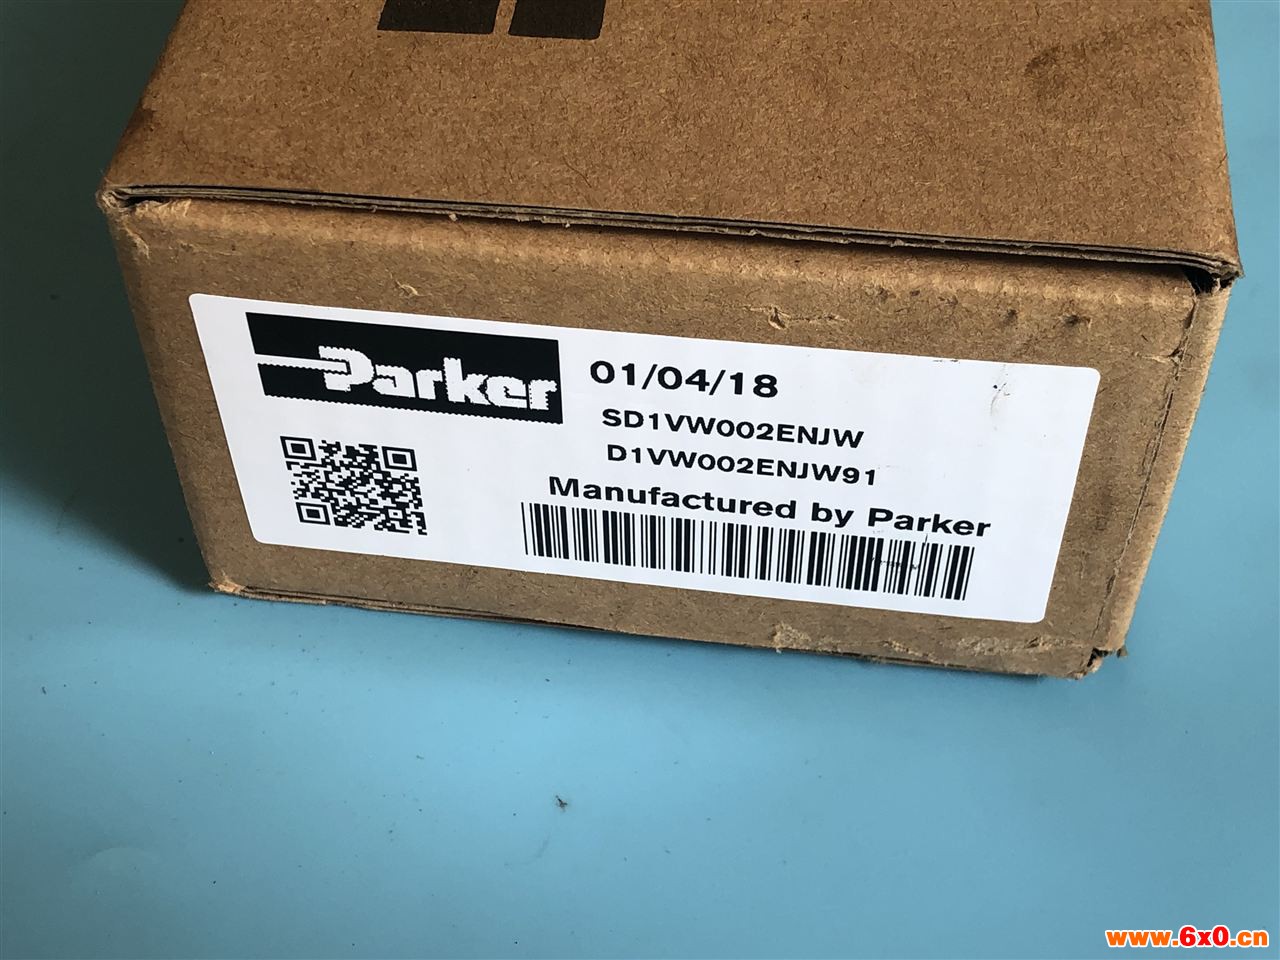 Parker
01/04/18
SD1VW002ENJW
D1VW002ENJW91
Manufactured by Parker
www.6x0.cn